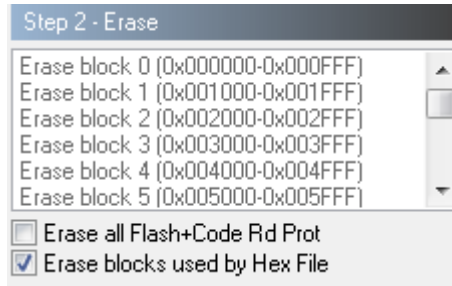 Step 2 - Erase
Erase block 0 (0x000000-0x000FFF)
Erase block 1 (0x001000-0x001FFF)
Erase block 2 (0x002000-0x002FFF)
Erase block 3 (0x003000-0x003FFF)
Erase block 4 (0x004000-0x004FFF)
Erase block 5 (0x005000-0x005FFF)
Erase all Flash+Code Rd Prot
Erase blocks used by Hex File